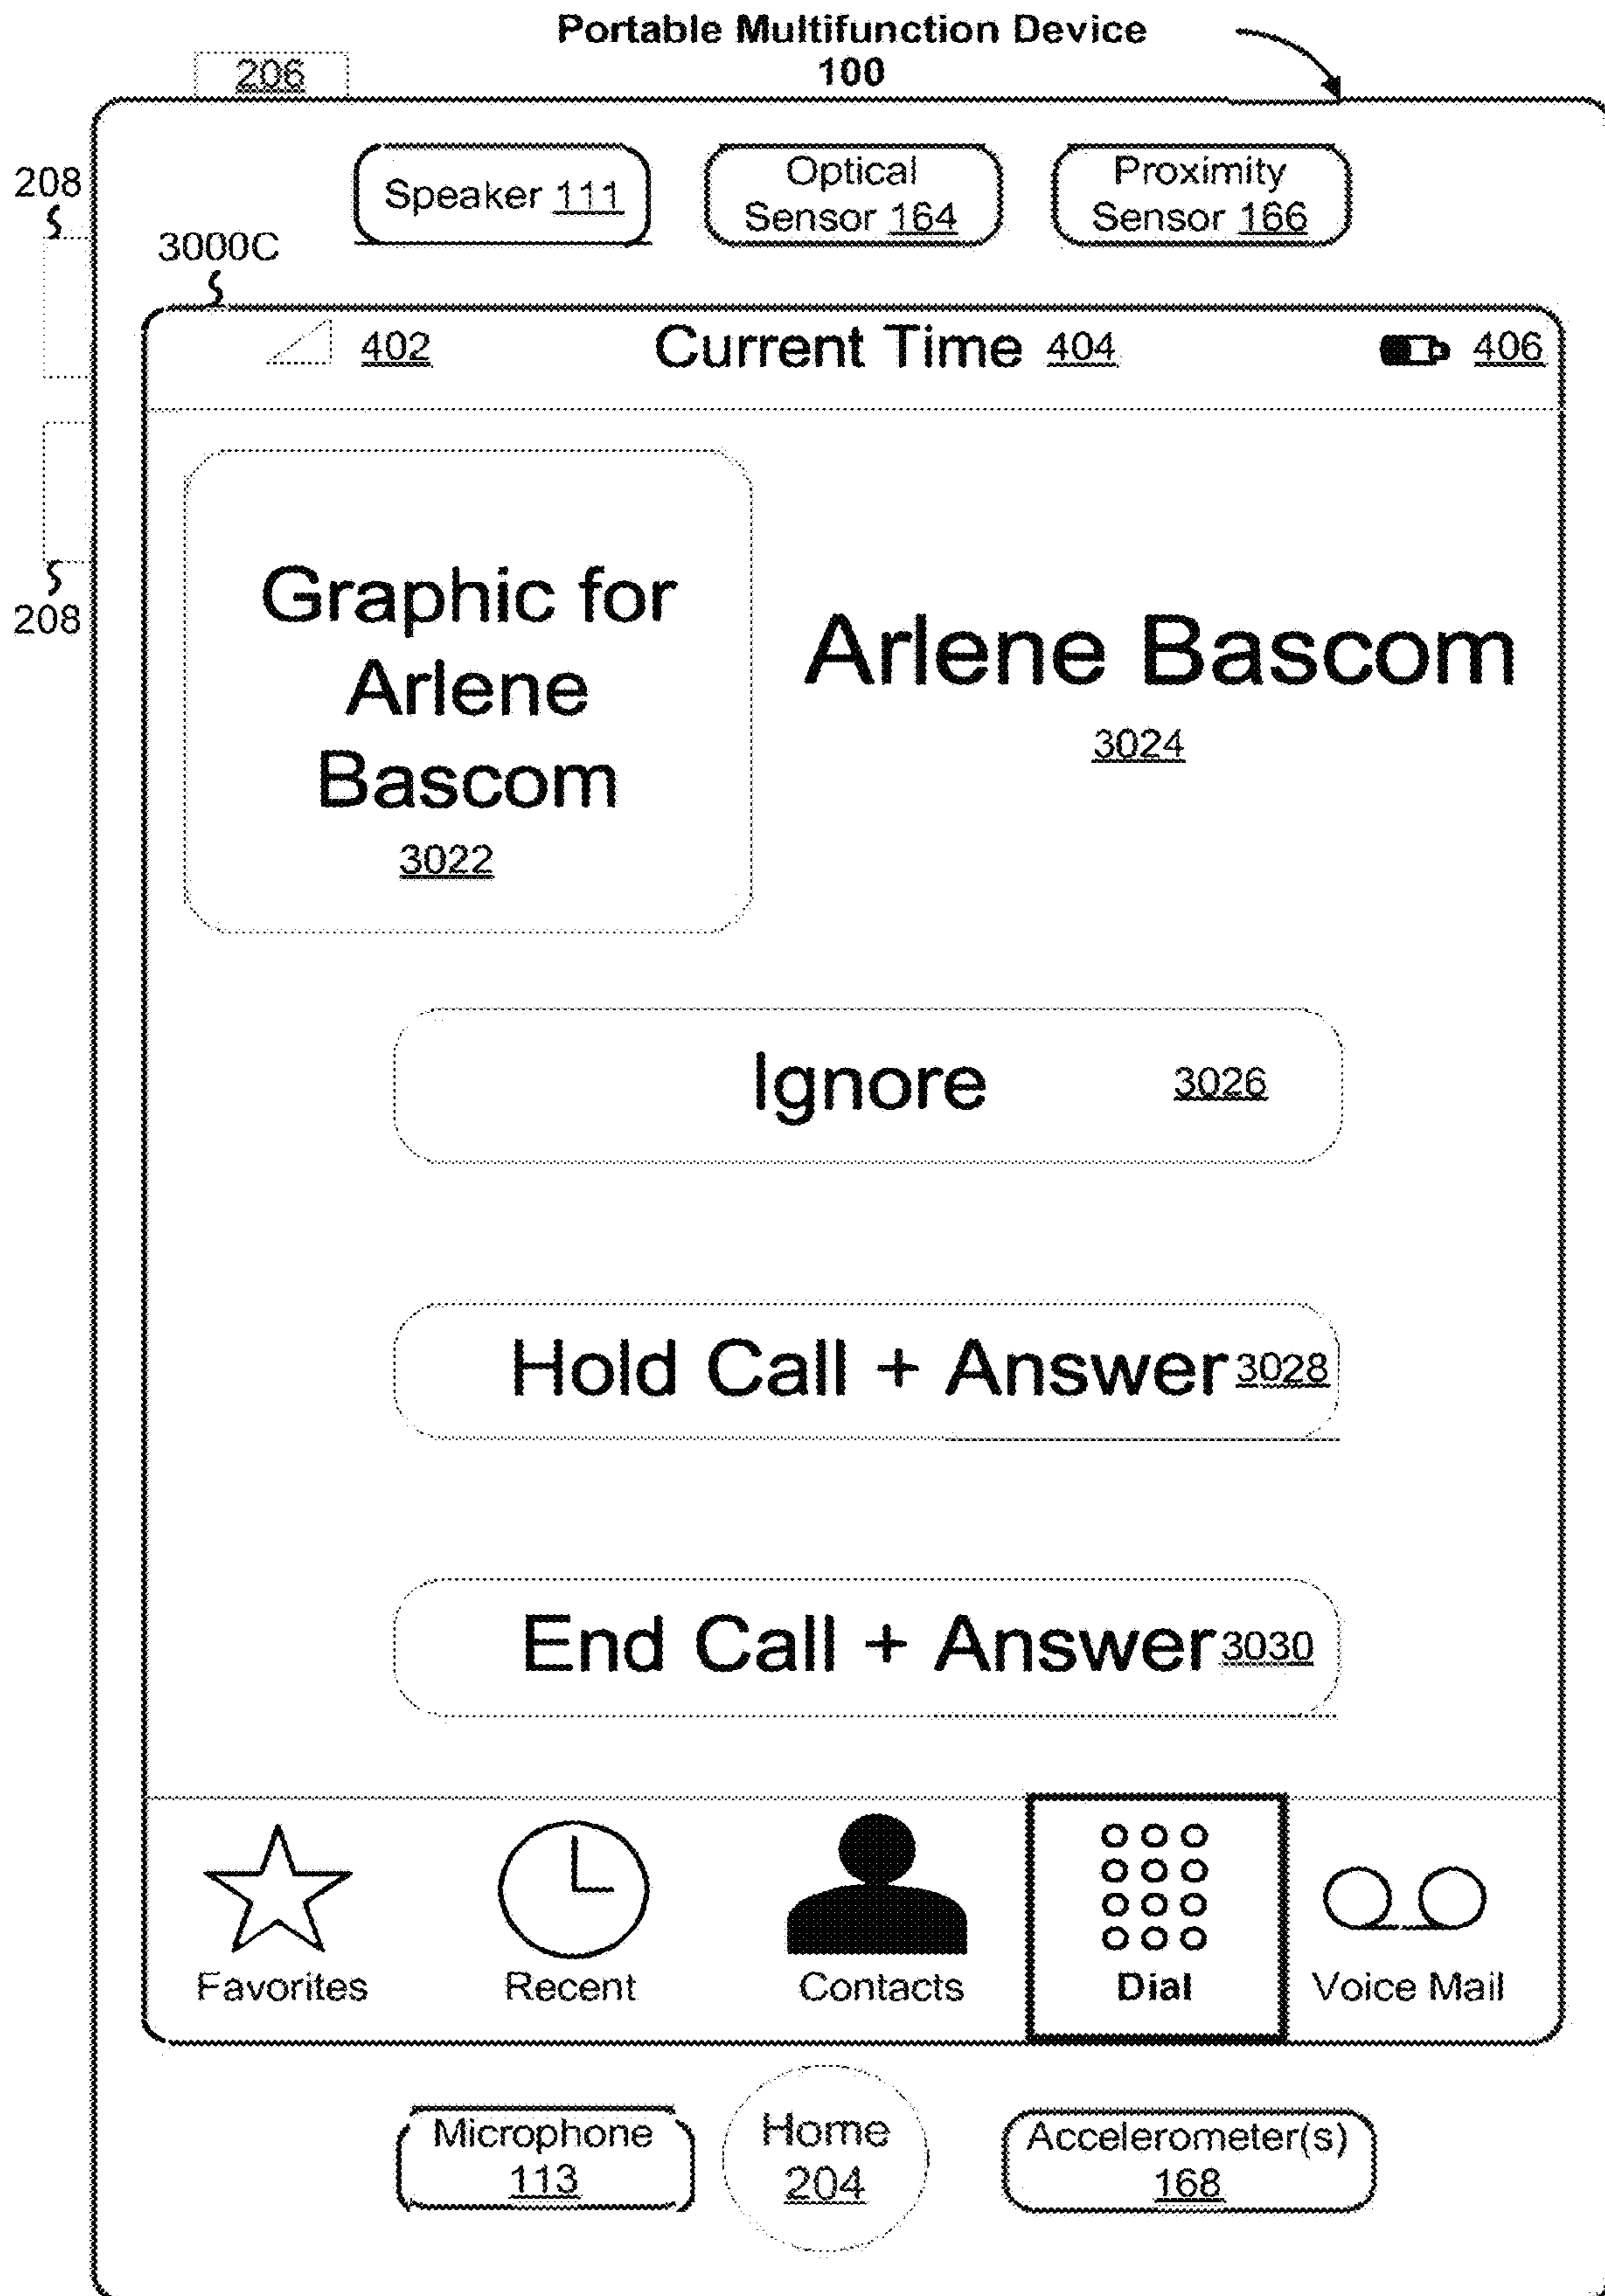 Portable Multifunction Device
100
206
208
Speaker 111
Optical
Sensor 164
Proximity
Sensor 166
3000C
402
Current Time 404
406
208
Graphic for
Arlene
Bascom
3022
Arlene Bascom
3024
Ignore 3026
Hold Call + Answer 3028
End Call + Answer 3030
Favorites
Recent
Contacts
Dial
Voice Mail
Microphone
113
Home
204
Accelerometer(s)
168